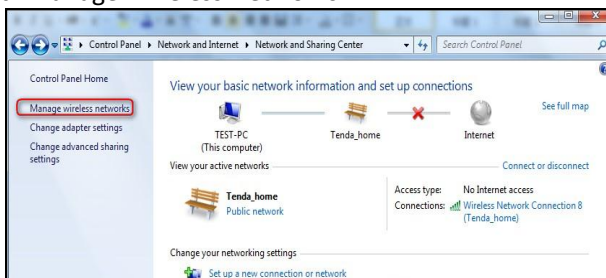 Control Panel ▸ Network and Internet ▸ Network and Sharing Center
Search Control Panel
Control Panel Home
Manage wireless networks
Change adapter settings
Change advanced sharing
settings
View your basic network information and set up connections
See full map
TEST-PC
(This computer)
Tenda_home
Internet
View your active networks
Connect or disconnect
Tenda_home
Public network
Access type: No Internet access
Connections: Wireless Network Connection 8
(Tenda_home)
Change your networking settings
Set up a new connection or network